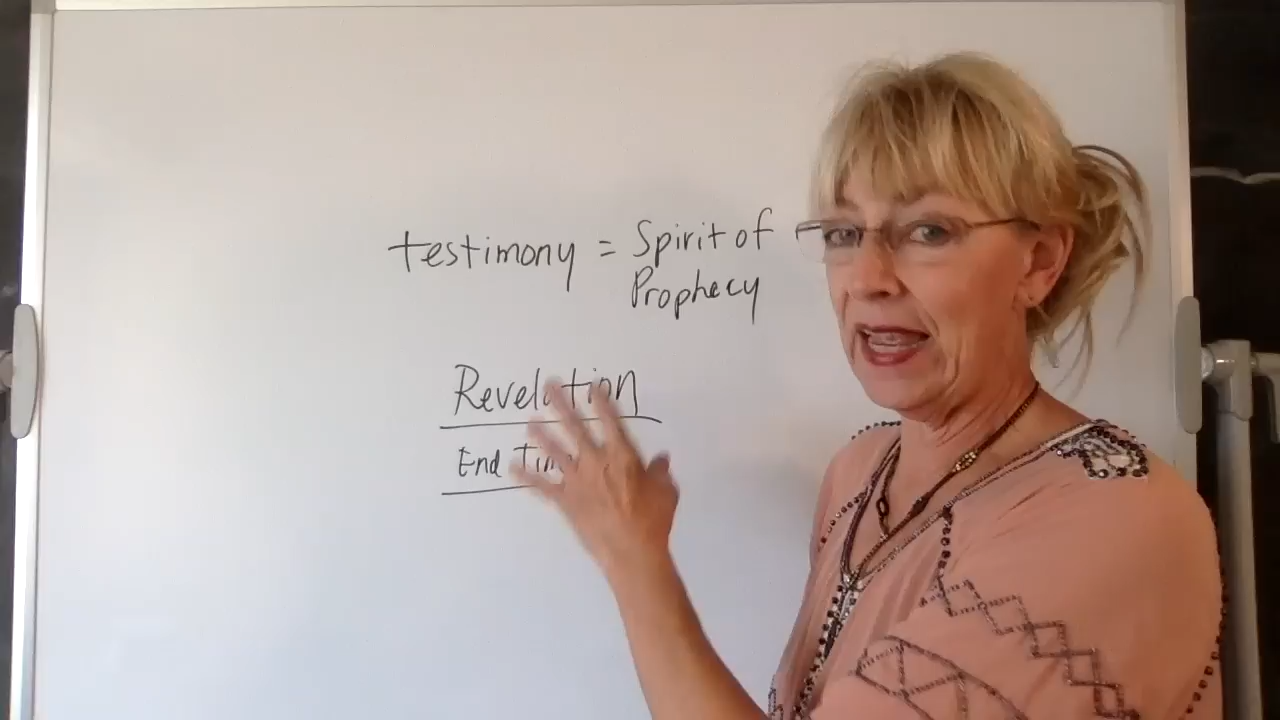 testimony = Spirit of
Prophecy
Revelation
End